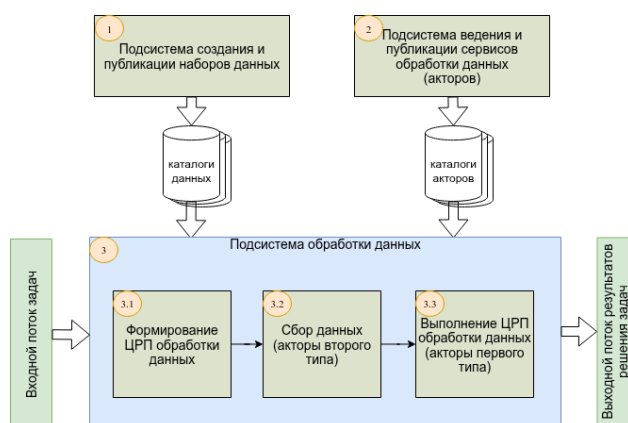 1
Подсистема создания и
публикации наборов данных
2
Подсистема ведения и
публикации сервисов
обработки данных
(акторов)
каталоги
данных
каталоги
акторов
3
Подсистема обработки данных
Входной поток задач
3.1
Формирование
ЦРП обработки
данных
3.2
Сбор данных
(акторы второго
типа)
3.3
Выполнение ЦРП
обработки данных
(акторы первого
типа)
Выходной поток результатов
решения задач